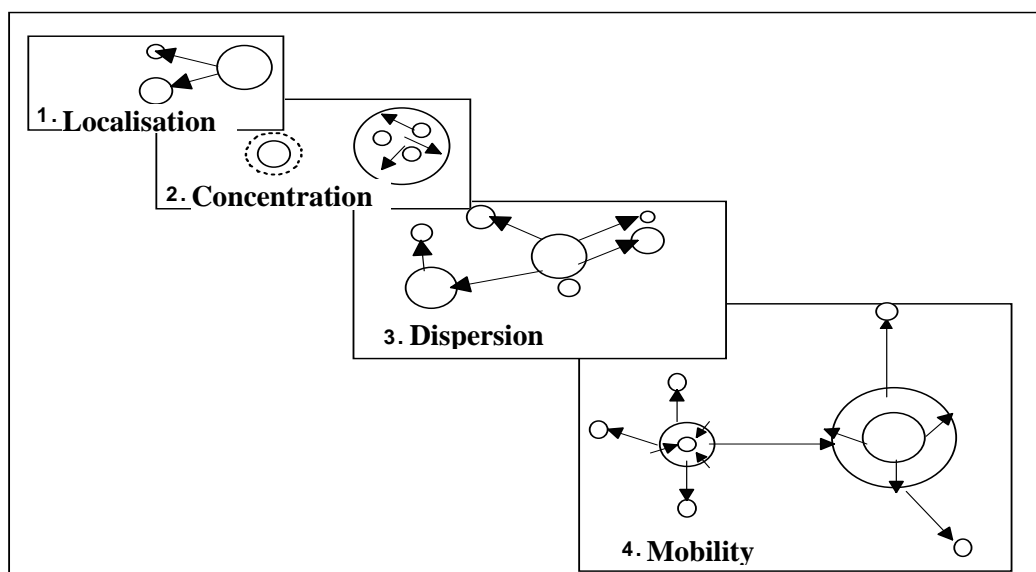 1. Localisation
2. Concentration
3. Dispersion
4. Mobility